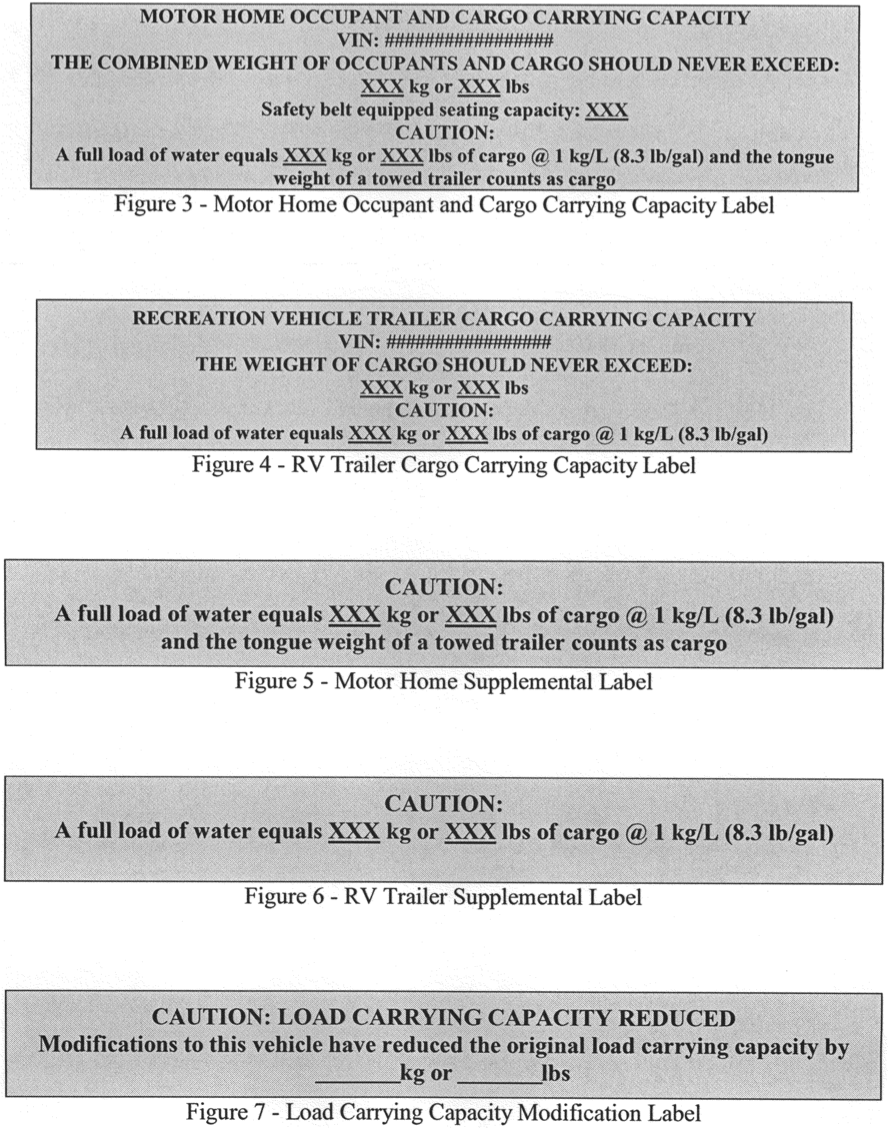 MOTOR HOME OCCUPANT AND CARGO CARRYING CAPACITY
VIN: #################
THE COMBINED WEIGHT OF OCCUPANTS AND CARGO SHOULD NEVER EXCEED:
XXX kg or XXX lbs
Safety belt equipped seating capacity: XXX
CAUTION:
A full load of water equals XXX kg or XXX lbs of cargo @ 1 kg/L (8.3 lb/gal) and the tongue
weight of a towed trailer counts as cargo
Figure 3 - Motor Home Occupant and Cargo Carrying Capacity Label
RECREATION VEHICLE TRAILER CARGO CARRYING CAPACITY
VIN: #################
THE WEIGHT OF CARGO SHOULD NEVER EXCEED:
XXX kg or XXX lbs
CAUTION:
A full load of water equals XXX kg or XXX lbs of cargo @ 1 kg/L (8.3 lb/gal)
Figure 4 - RV Trailer Cargo Carrying Capacity Label
CAUTION:
A full load of water equals XXX kg or XXX lbs of cargo @ 1 kg/L (8.3 lb/gal)
and the tongue weight of a towed trailer counts as cargo
Figure 5 - Motor Home Supplemental Label
CAUTION:
A full load of water equals XXX kg or XXX lbs of cargo @ 1 kg/L (8.3 lb/gal)
Figure 6 - RV Trailer Supplemental Label
CAUTION: LOAD CARRYING CAPACITY REDUCED
Modifications to this vehicle have reduced the original load carrying capacity by
_______kg or _______lbs
Figure 7 - Load Carrying Capacity Modification Label